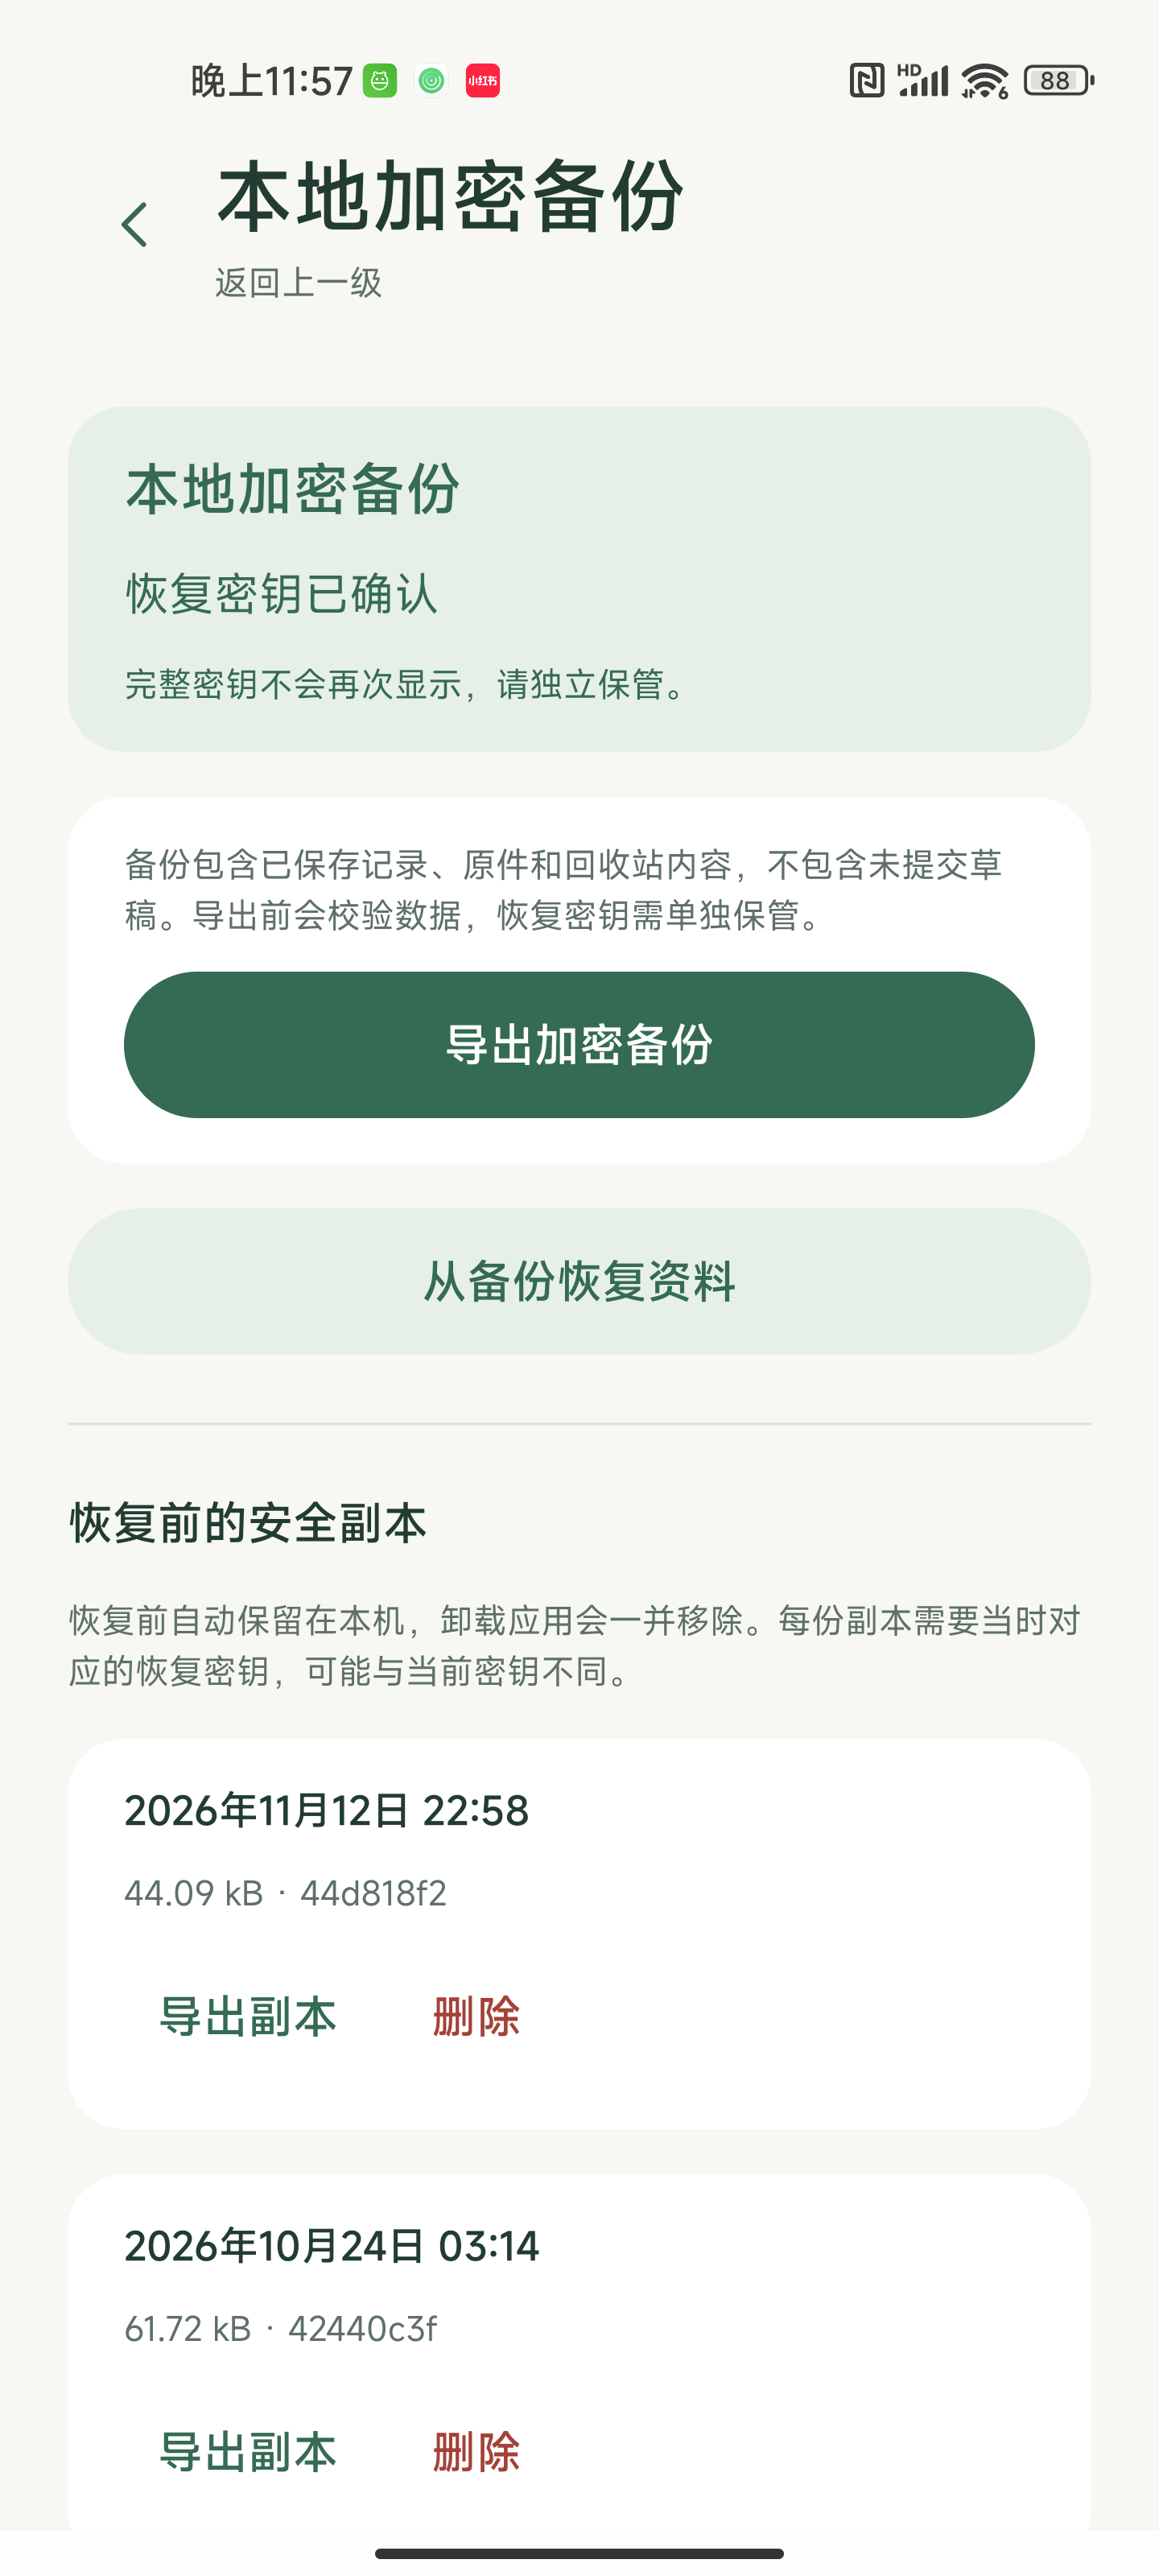 晚上11:57
小红书
HD
6
88
本地加密备份
返回上一级
本地加密备份
恢复密钥已确认
完整密钥不会再次显示，请独立保管。
备份包含已保存记录、原件和回收站内容，不包含未提交草
稿。导出前会校验数据，恢复密钥需单独保管。
导出加密备份
从备份恢复资料
恢复前的安全副本
恢复前自动保留在本机，卸载应用会一并移除。每份副本需要当时对
应的恢复密钥，可能与当前密钥不同。
2026年11月12日 22:58
44.09 kB · 44d818f2
导出副本 删除
2026年10月24日 03:14
61.72 kB · 42440c3f
导出副本 删除